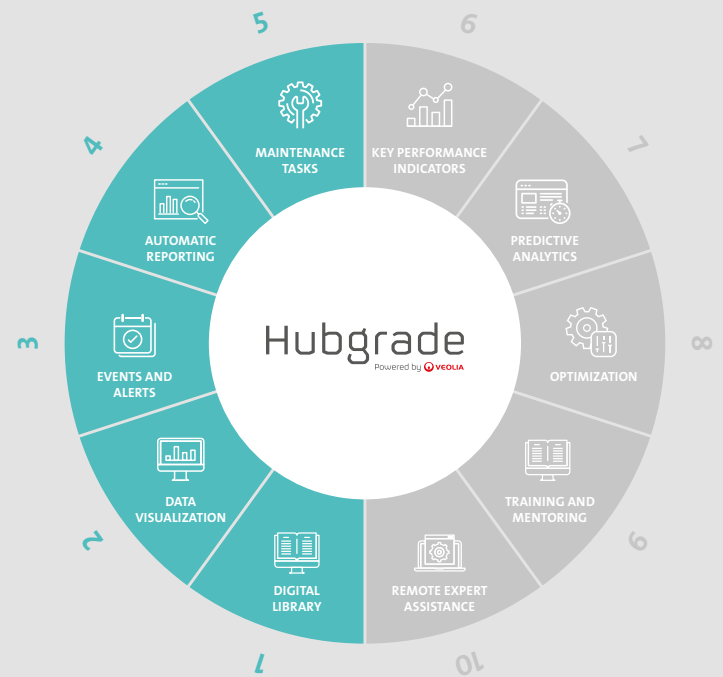 5
6
MAINTENANCE
TASKS
KEY PERFORMANCE
INDICATORS
4
7
AUTOMATIC
REPORTING
PREDICTIVE
ANALYTICS
3
8
EVENTS AND
ALERTS
OPTIMIZATION
Hubgrade
Powered by VEOLIA
2
9
DATA
VISUALIZATION
TRAINING AND
MENTORING
DIGITAL
LIBRARY
REMOTE EXPERT
ASSISTANCE
1
10